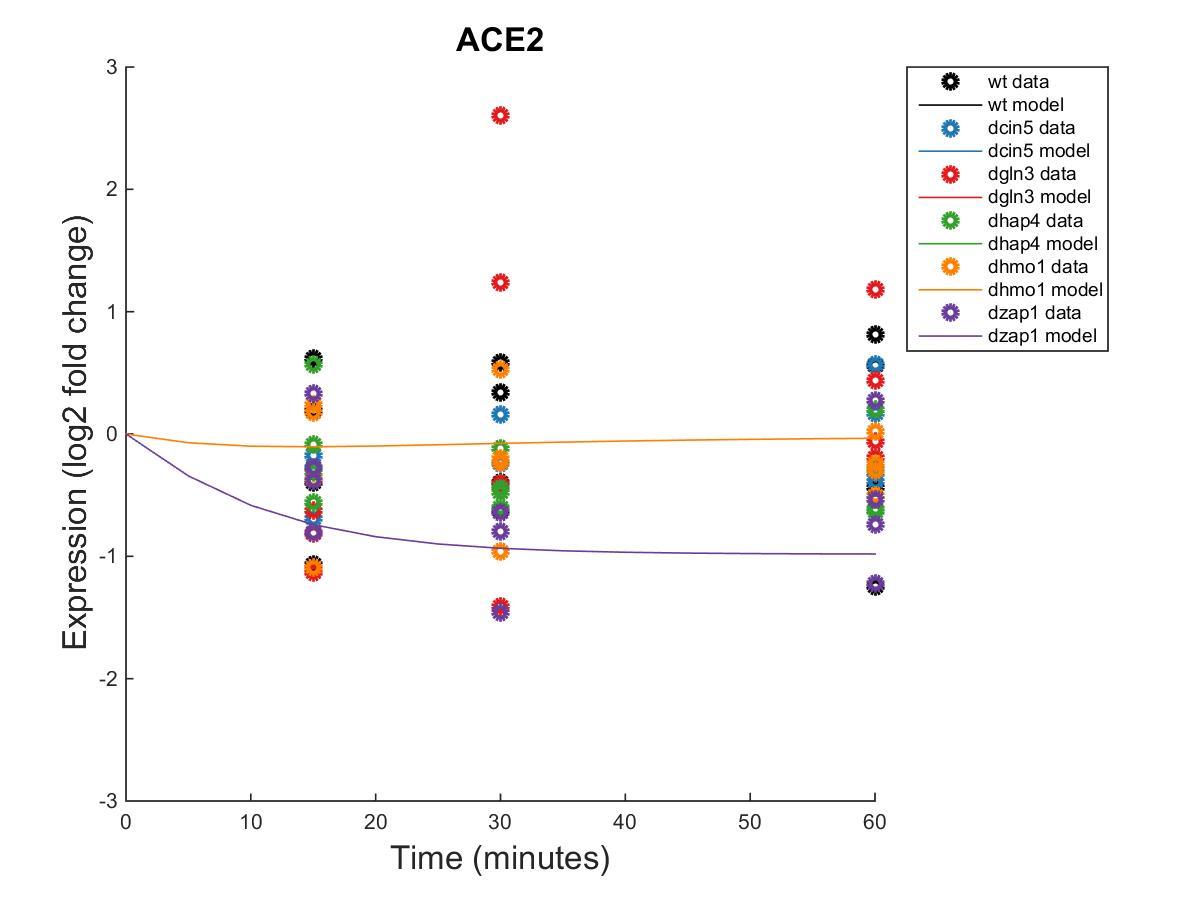 ACE2
3
2
1
0
-1
-2
-3
Expression (log2 fold change)
0 10 20 30 40 50 60
Time (minutes)
wt data
wt model
dcin5 data
dcin5 model
dgln3 data
dgln3 model
dhap4 data
dhap4 model
dhmo1 data
dhmo1 model
dzap1 data
dzap1 model